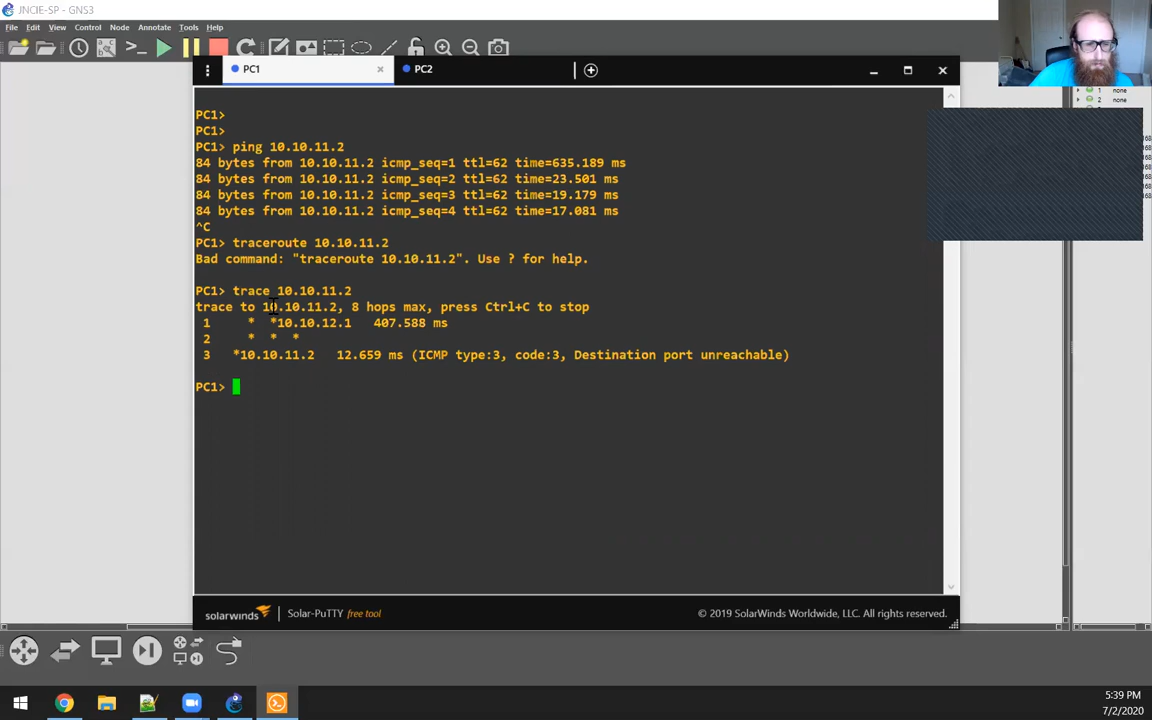 JNCIE-SP - GNS3
File Edit View Control Node Annotate Tools Help
PC1
PC2
1 none
2 none
PC1>
PC1>
PC1> ping 10.10.11.2
84 bytes from 10.10.11.2 icmp_seq=1 ttl=62 time=635.189 ms
84 bytes from 10.10.11.2 icmp_seq=2 ttl=62 time=23.501 ms
84 bytes from 10.10.11.2 icmp_seq=3 ttl=62 time=19.179 ms
84 bytes from 10.10.11.2 icmp_seq=4 ttl=62 time=17.081 ms
^C
PC1> traceroute 10.10.11.2
Bad command: "traceroute 10.10.11.2". Use ? for help.
PC1> trace 10.10.11.2
trace to 10.10.11.2, 8 hops max, press Ctrl+C to stop
1 * *10.10.12.1 407.588 ms
2 * * *
3 *10.10.11.2 12.659 ms (ICMP type:3, code:3, Destination port unreachable)
PC1>
solarwinds Solar-PuTTY free tool
© 2019 SolarWinds Worldwide, LLC. All rights reserved.
5:39 PM
7/2/2020